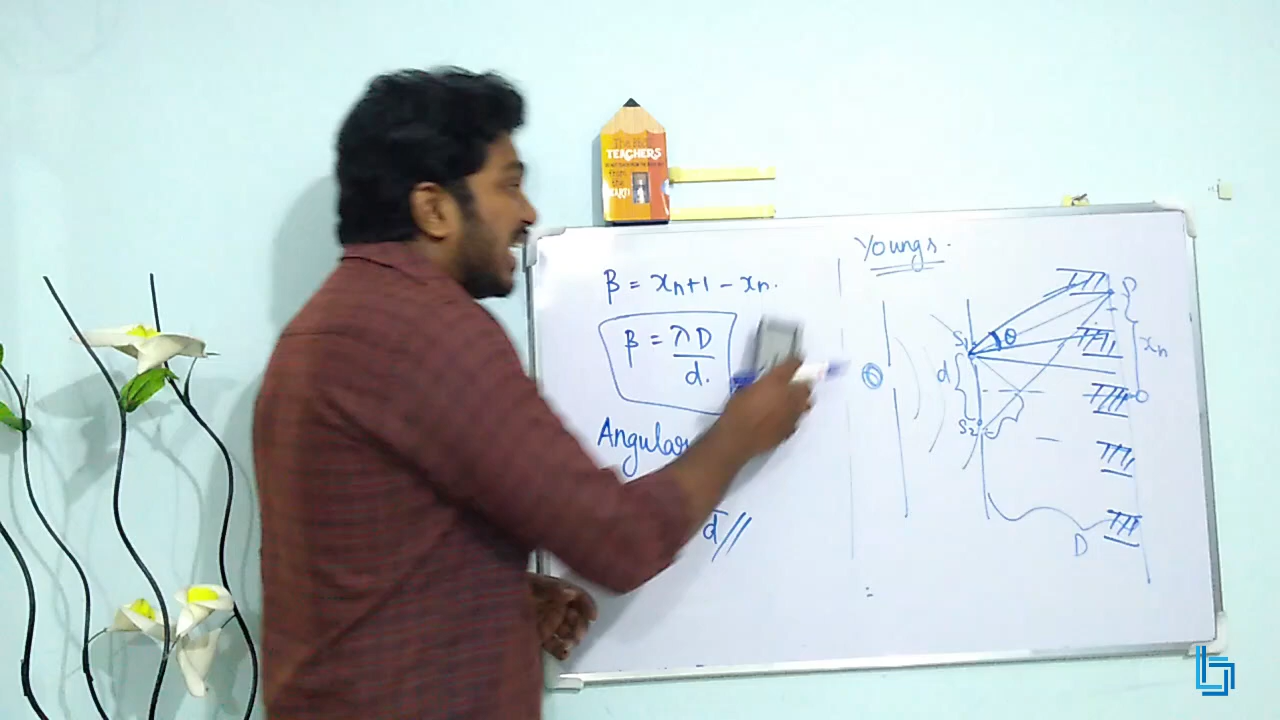 TEACHERS
β = xn+1 - xn.
β = λD
d.
Angular
d //
Youngs.
P
S1
θ
xn
d
O
S2
D
=